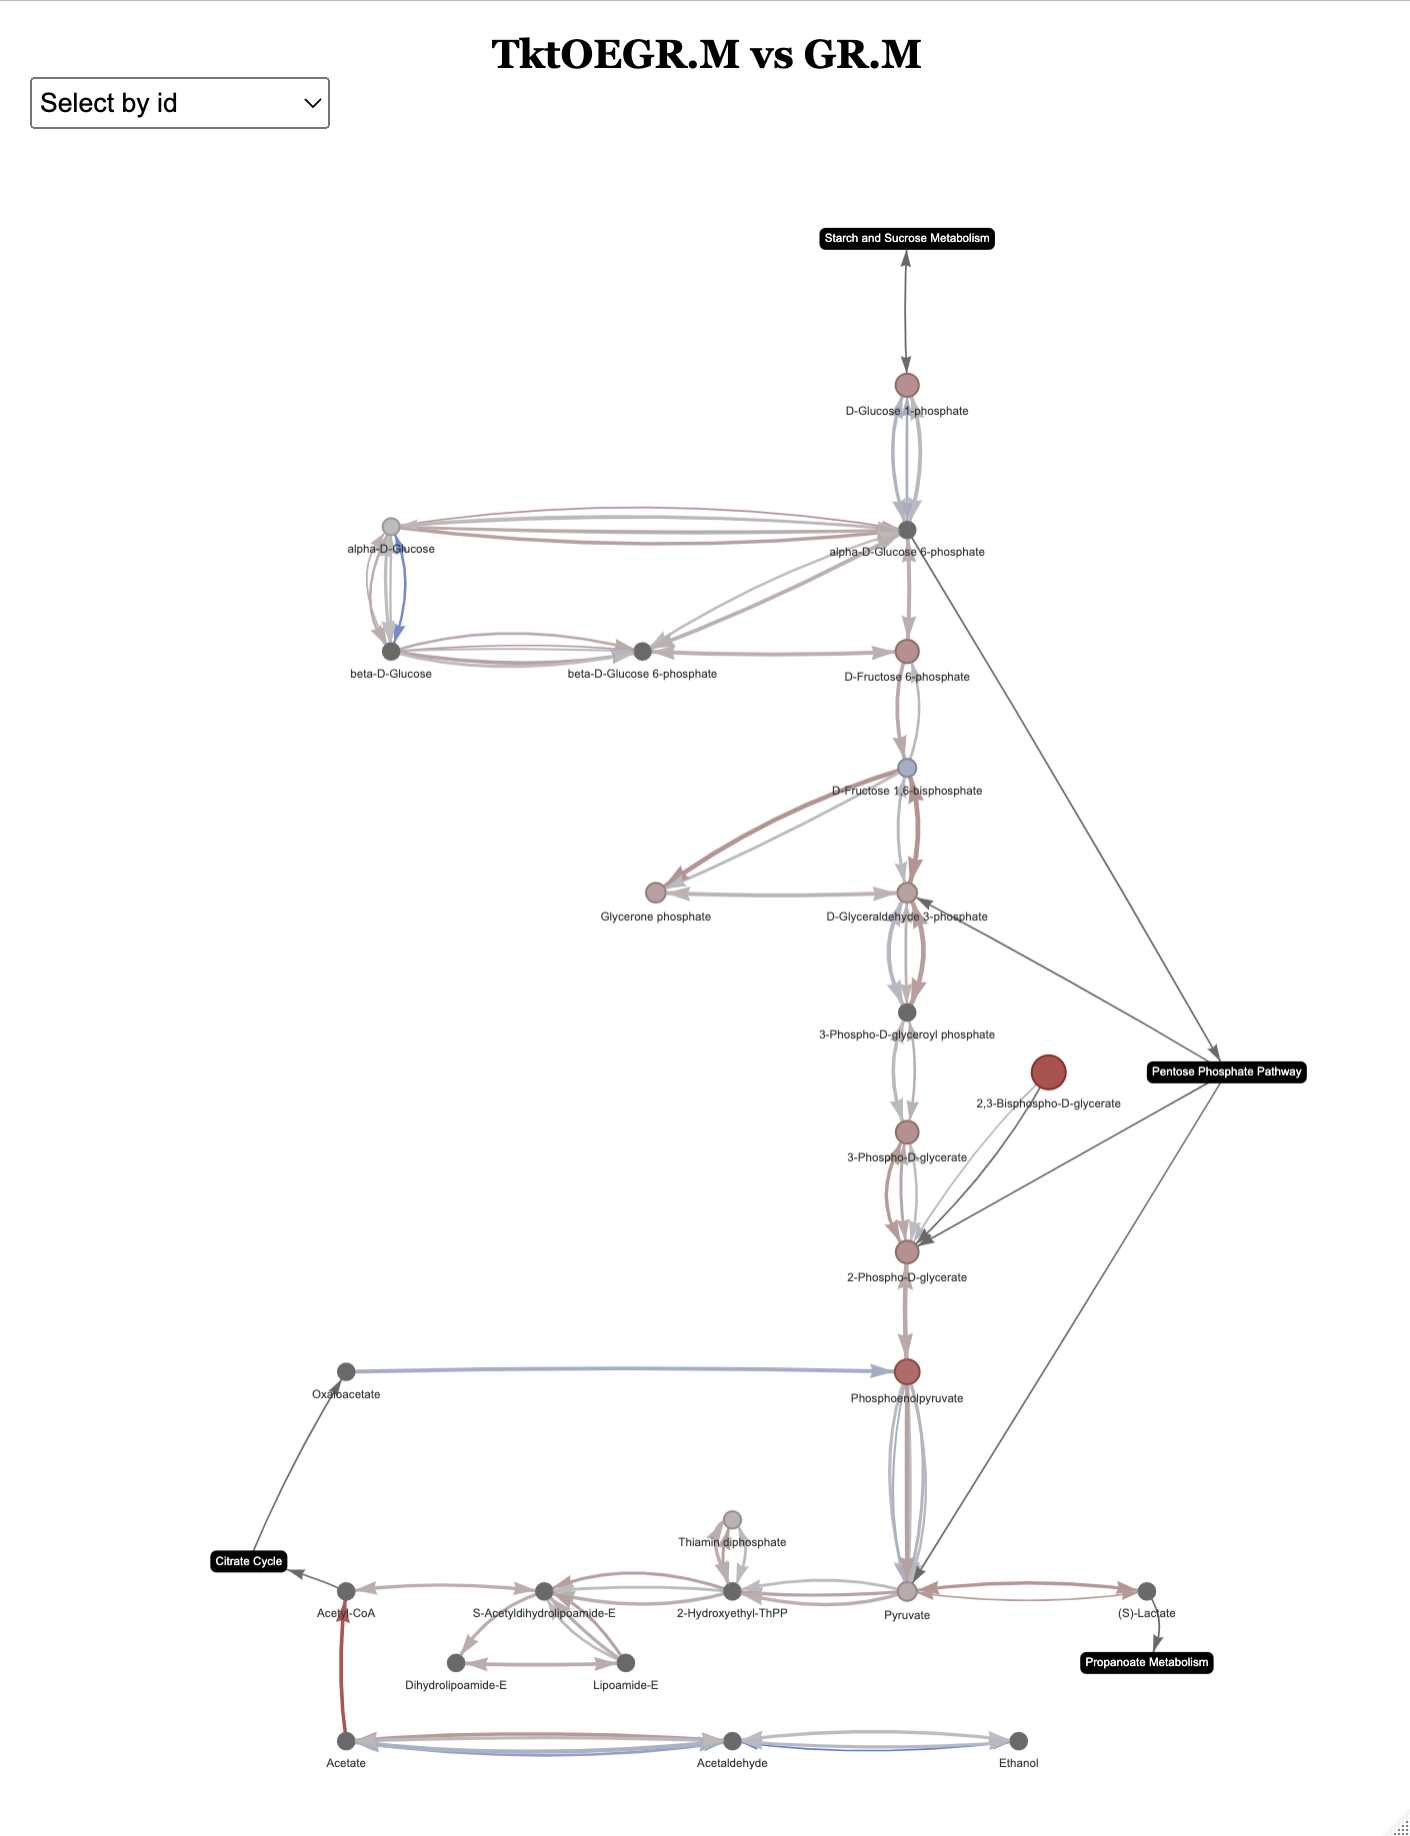 TktOEGR.M vs GR.M
Select by id
Starch and Sucrose Metabolism
D-Glucose 1-phosphate
alpha-D-Glucose
alpha-D-Glucose 6-phosphate
beta-D-Glucose
beta-D-Glucose 6-phosphate
D-Fructose 6-phosphate
D-Fructose 1,6-bisphosphate
Glycerone phosphate
D-Glyceraldehyde 3-phosphate
3-Phospho-D-glyceroyl phosphate
Pentose Phosphate Pathway
2,3-Bisphospho-D-glycerate
3-Phospho-D-glycerate
2-Phospho-D-glycerate
Oxaloacetate
Phosphoenolpyruvate
Thiamin diphosphate
Citrate Cycle
Acetyl-CoA
S-Acetyldihydrolipoamide-E
2-Hydroxyethyl-ThPP
Pyruvate
(S)-Lactate
Propanoate Metabolism
Dihydrolipoamide-E
Lipoamide-E
Acetate
Acetaldehyde
Ethanol